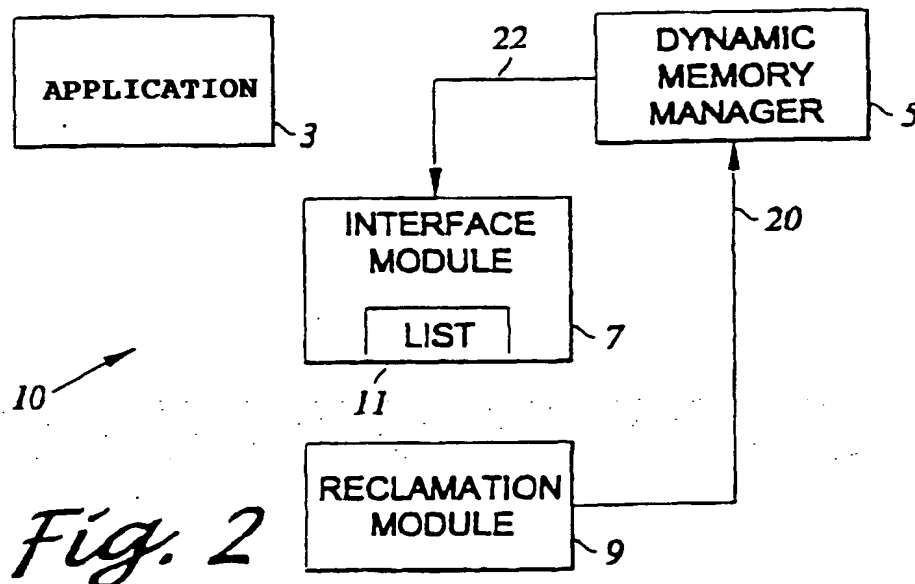 APPLICATION
3
22
DYNAMIC
MEMORY
MANAGER
5
20
INTERFACE
MODULE
LIST
7
11
10
RECLAMATION
MODULE
9
Fig. 2